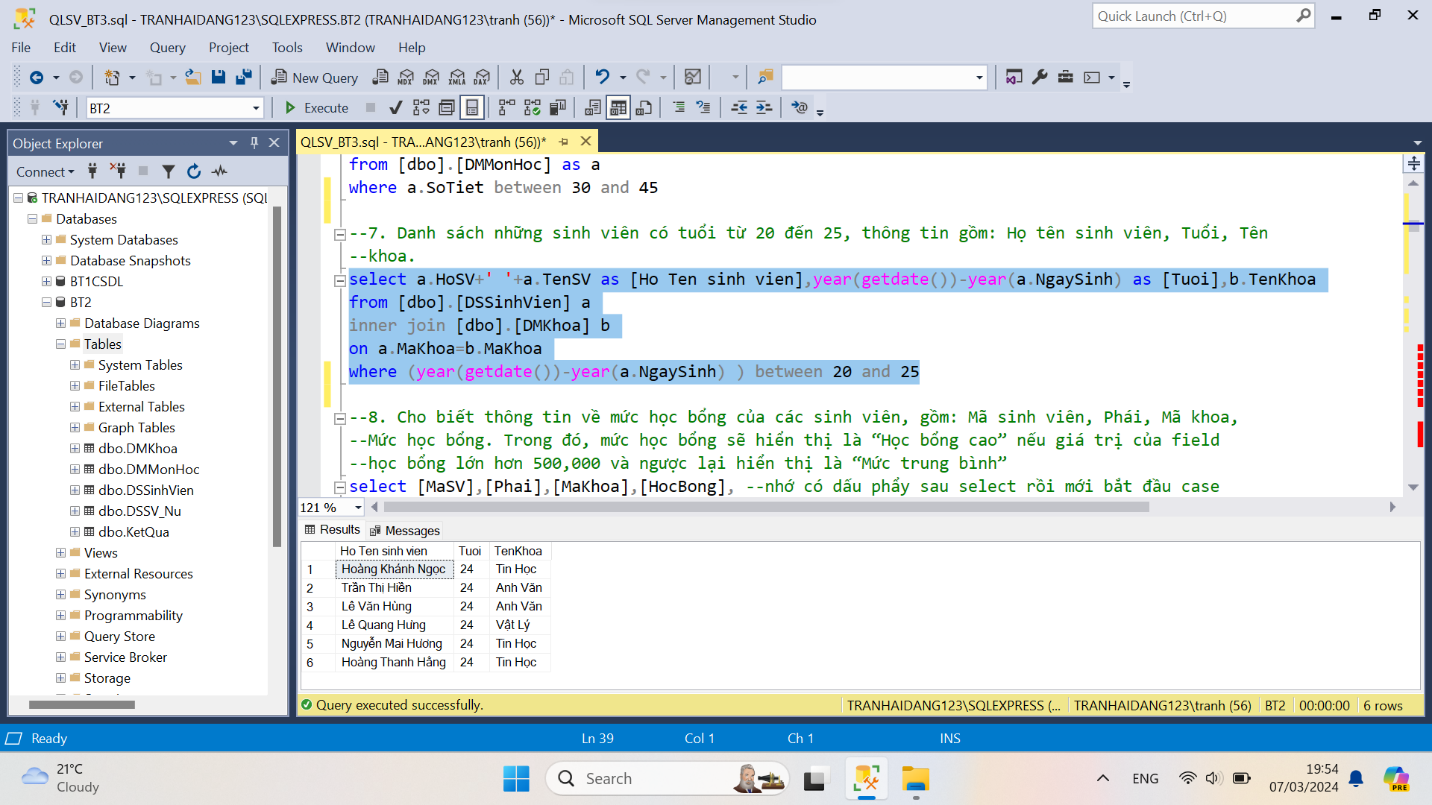 QLSV_BT3.sql - TRANHAIDANG123\SQLEXPRESS.BT2 (TRANHAIDANG123\tranh (56))* - Microsoft SQL Server Management Studio
Quick Launch (Ctrl+Q)
File Edit View Query Project Tools Window Help
New Query MDX DMX XMLA DAX
BT2 Execute
Object Explorer
QLSV_BT3.sql - TRA...ANG123\tranh (56))*
Connect
TRANHAIDANG123\SQLEXPRESS (SQL
Databases
System Databases
Database Snapshots
BT1CSDL
BT2
Database Diagrams
Tables
System Tables
FileTables
External Tables
Graph Tables
dbo.DMKhoa
dbo.DMMonHoc
dbo.DSSinhVien
dbo.DSSV_Nu
dbo.KetQua
Views
External Resources
Synonyms
Programmability
Query Store
Service Broker
Storage
from [dbo].[DMMonHoc] as a
where a.SoTiet between 30 and 45
--7. Danh sách những sinh viên có tuổi từ 20 đến 25, thông tin gồm: Họ tên sinh viên, Tuổi, Tên
--khoa.
select a.HoSV+' '+a.TenSV as [Ho Ten sinh vien],year(getdate())-year(a.NgaySinh) as [Tuoi],b.TenKhoa
from [dbo].[DSSinhVien] a
inner join [dbo].[DMKhoa] b
on a.MaKhoa=b.MaKhoa
where (year(getdate())-year(a.NgaySinh) ) between 20 and 25
--8. Cho biết thông tin về mức học bổng của các sinh viên, gồm: Mã sinh viên, Phái, Mã khoa,
--Mức học bổng. Trong đó, mức học bổng sẽ hiển thị là “Học bổng cao” nếu giá trị của field
--học bổng lớn hơn 500,000 và ngược lại hiển thị là “Mức trung bình”
select [MaSV],[Phai],[MaKhoa],[HocBong], --nhớ có dấu phẩy sau select rồi mới bắt đầu case
121 %
Results Messages
Ho Ten sinh vien Tuoi TenKhoa
1 Hoàng Khánh Ngọc 24 Tin Học
2 Trần Thị Hiền 24 Anh Văn
3 Lê Văn Hùng 24 Anh Văn
4 Lê Quang Hưng 24 Vật Lý
5 Nguyễn Mai Hương 24 Tin Học
6 Hoàng Thanh Hằng 24 Tin Học
Query executed successfully. TRANHAIDANG123\SQLEXPRESS (... TRANHAIDANG123\tranh (56) BT2 00:00:00 6 rows
Ready Ln 39 Col 1 Ch 1 INS
21°C
Cloudy
Search
ENG
19:54
07/03/2024
PRE